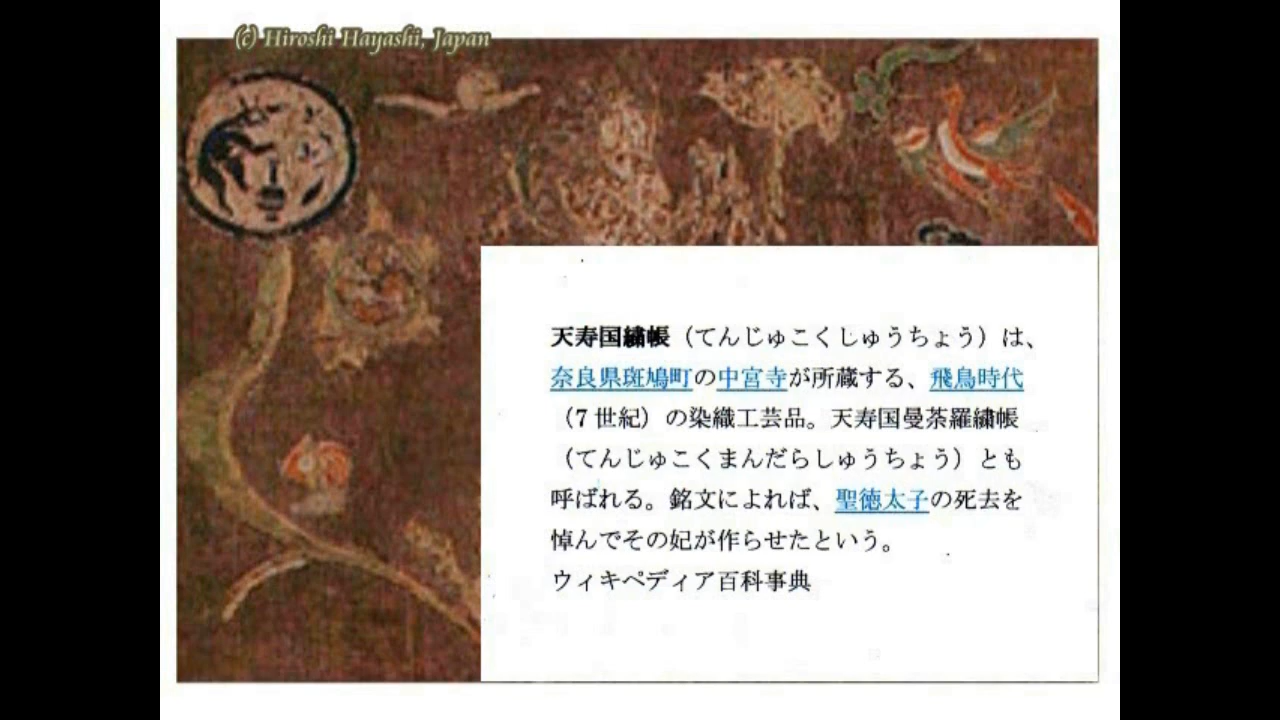 (c) Hiroshi Hayashi, Japan
天寿国繡帳（てんじゅこくしゅうちょう）は、
奈良県斑鳩町の中宮寺が所蔵する、飛鳥時代
（7 世紀）の染織工芸品。天寿国曼荼羅繡帳
（てんじゅこくまんだらしゅうちょう）とも
呼ばれる。銘文によれば、聖徳太子の死去を
悼んでその妃が作らせたという。
ウィキペディア百科事典